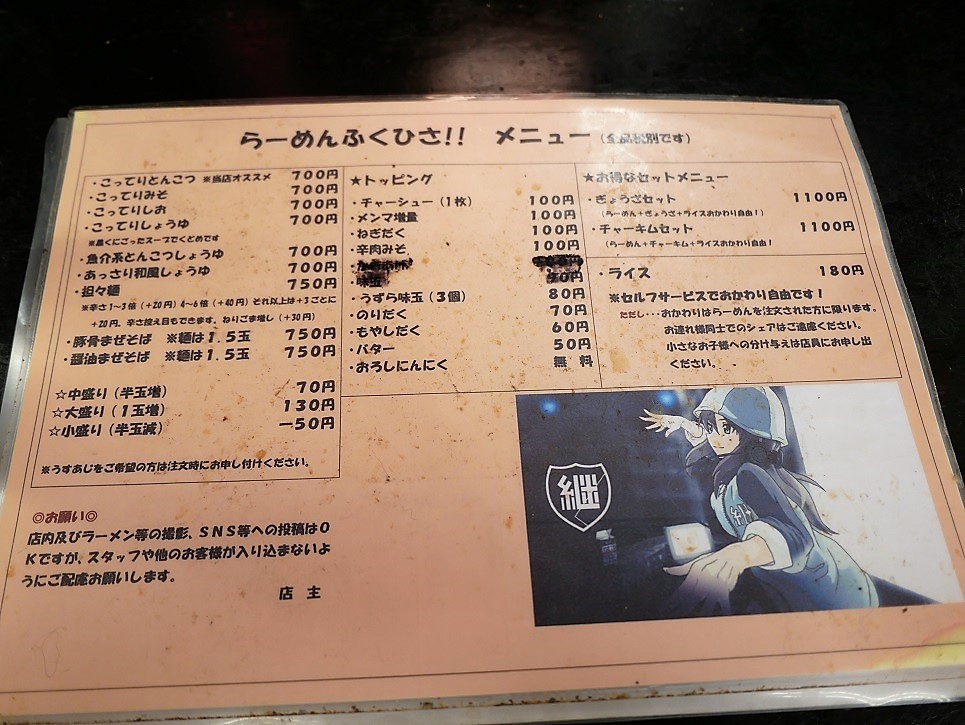 らーめんふくひさ!! メニュー (全品税別です)
・こってりとんこつ ※当店オススメ 700円
・こってりみそ 700円
・こってりしお 700円
・こってりしょうゆ 700円
※黒くにごったスープでくどめです
・魚介系とんこつしょうゆ 700円
・あっさり和風しょうゆ 700円
・担々麺 750円
※辛さ1〜3倍(+20円)4〜6倍(+40円)それ以上は+3ごとに
+20円。辛さ控え目もできます。ねりごま増し(+30円)
・豚骨まぜそば ※麺は1.5玉 750円
・醤油まぜそば ※麺は1.5玉 750円
☆中盛り(半玉増) 70円
☆大盛り(1玉増) 130円
☆小盛り(半玉減) −50円
※うすあじをご希望の方は注文時にお申し付けください。
★トッピング
・チャーシュー(1枚) 100円
・メンマ増量 100円
・ねぎだく 100円
・辛肉みそ 100円
・味玉 90円
・うずら味玉(3個) 80円
・のりだく 70円
・もやしだく 60円
・バター 50円
・おろしにんにく 無料
★お得なセットメニュー
・ぎょうざセット 1100円
(らーめん+ぎょうざ+ライスおかわり自由!)
・チャーキムセット 1100円
(らーめん+チャーキム+ライスおかわり自由!
・ライス 180円
※セルフサービスでおかわり自由です!
ただし・・・おかわりはらーめんを注文された方に限ります。
お連れ様同士でのシェアはご遠慮ください。
小さなお子様への分け与えは店員にお申し出
ください。
◎お願い◎
店内及びラーメン等の撮影、SNS等への投稿はO
Kですが、スタッフや他のお客様が入り込まないよ
うにご配慮お願いします。
店 主
継
継